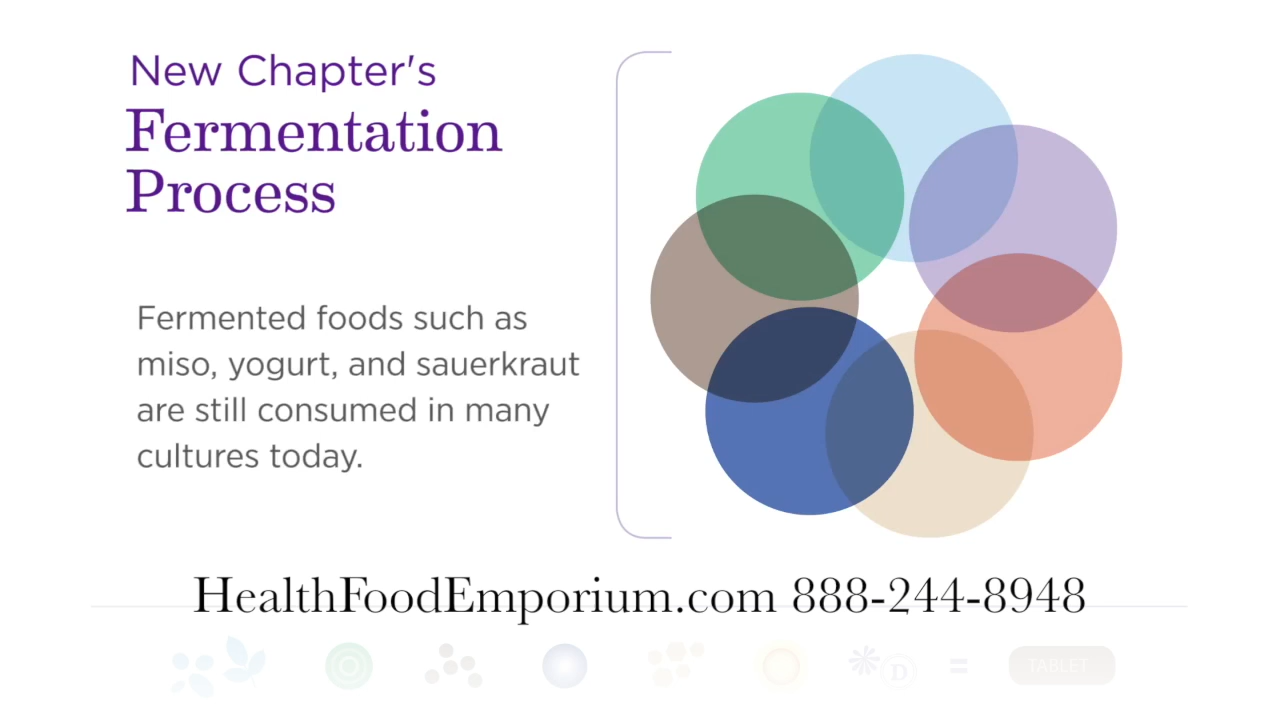 New Chapter's
Fermentation
Process
Fermented foods such as
miso, yogurt, and sauerkraut
are still consumed in many
cultures today.
HealthFoodEmporium.com 888-244-8948
D = TABLET